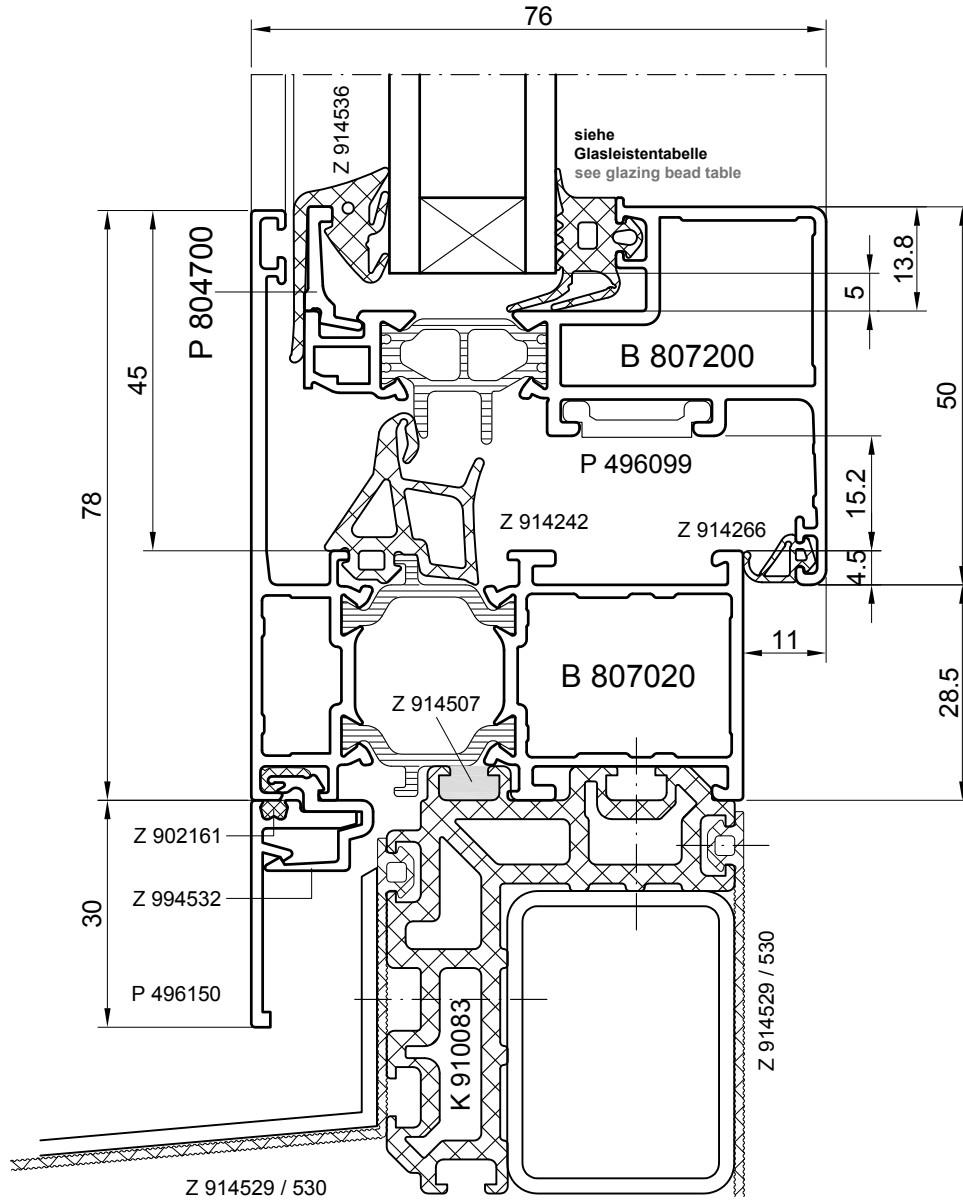 76
Z 914536
siehe
Glasleistentabelle
see glazing bead table
P 804700
13.8
5
45
B 807200
50
78
P 496099
15.2
Z 914242
Z 914266
4.5
11
B 807020
28.5
Z 914507
Z 902161
Z 994532
30
P 496150
K 910083
Z 914529 / 530
Z 914529 / 530